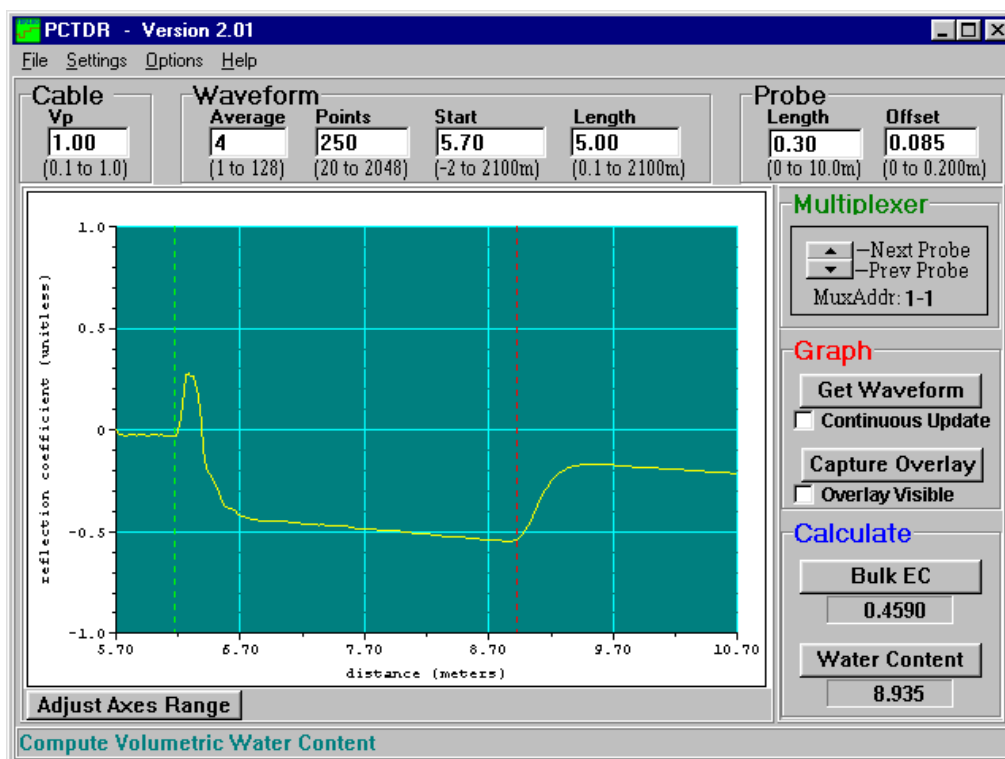 PCTDR - Version 2.01
File Settings Options Help
Cable
Vp
1.00
(0.1 to 1.0)
Waveform
Average Points Start Length
4 250 5.70 5.00
(1 to 128) (20 to 2048) (-2 to 2100m) (0.1 to 2100m)
Probe
Length Offset
0.30 0.085
(0 to 10.0m) (0 to 0.200m)
1.0
0.5
0
-0.5
-1.0
reflection coefficient (unitless)
5.70 6.70 7.70 8.70 9.70 10.70
distance (meters)
Adjust Axes Range
Multiplexer
Next Probe
Prev Probe
MuxAddr: 1-1
Graph
Get Waveform
Continuous Update
Capture Overlay
Overlay Visible
Calculate
Bulk EC
0.4590
Water Content
8.935
Compute Volumetric Water Content